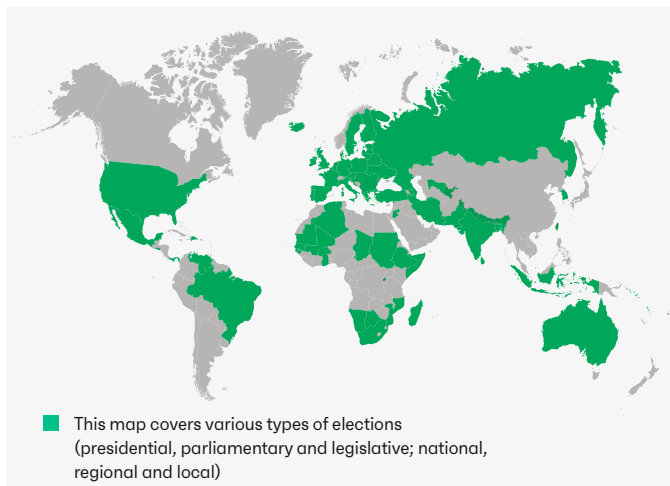 This map covers various types of elections
(presidential, parliamentary and legislative; national,
regional and local)